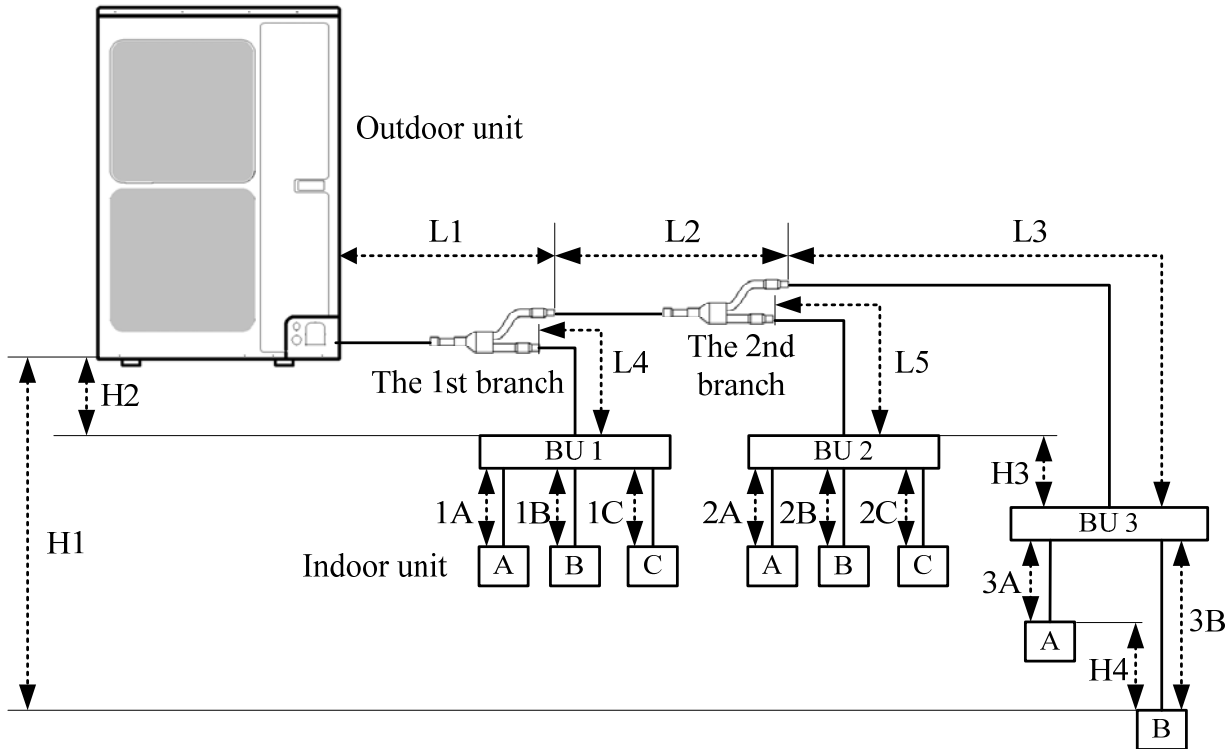 Outdoor unit
L1
L2
L3
The 1st branch
L4
The 2nd
branch
L5
H2
BU 1
BU 2
H3
BU 3
1A
1B
1C
2A
2B
2C
H1
Indoor unit
A
B
C
A
B
C
3A
3B
A
H4
B